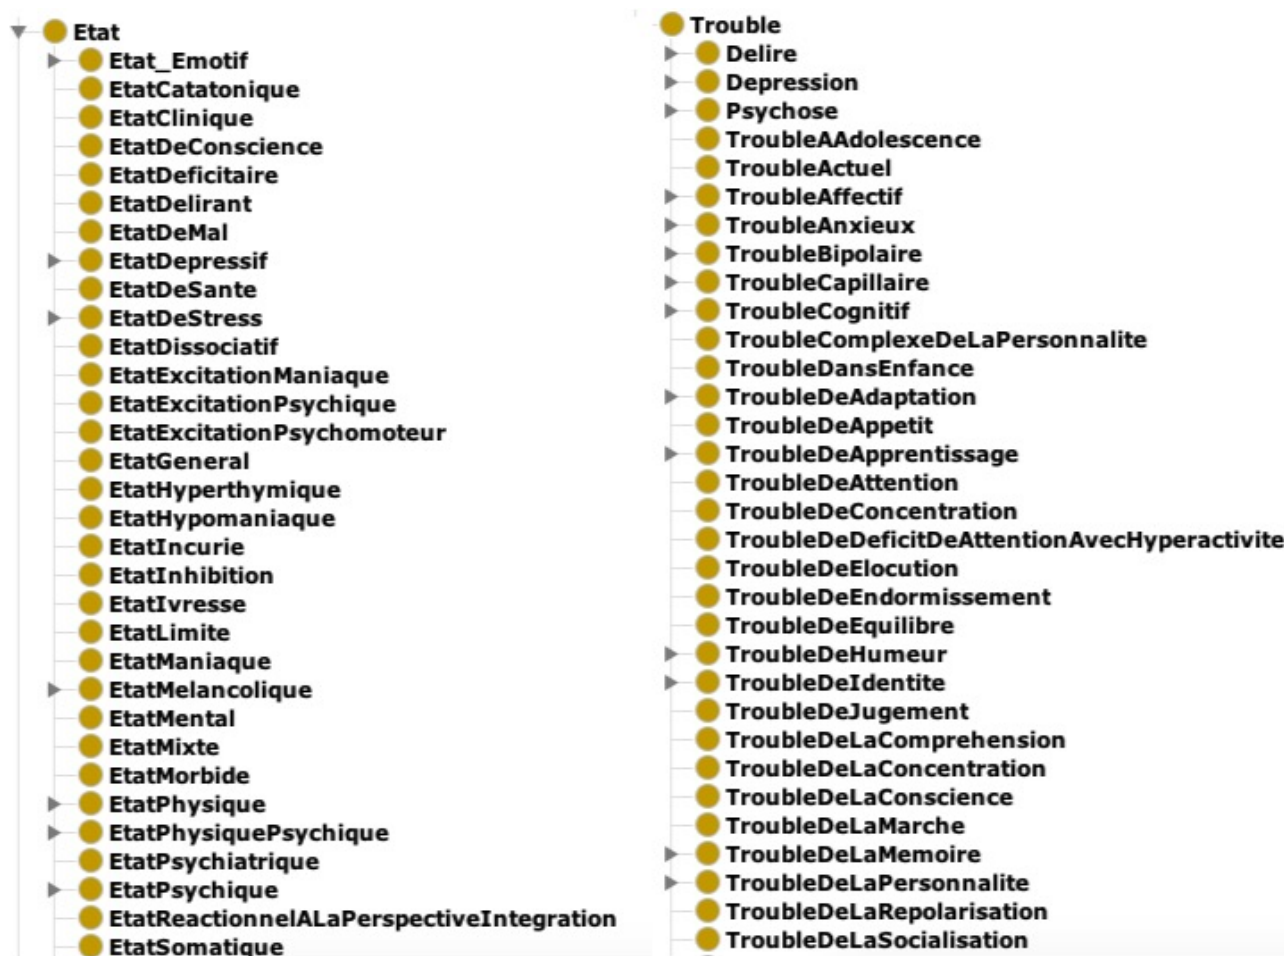 Etat
Etat_Emotif
EtatCatatonique
EtatClinique
EtatDeConscience
EtatDeficitaire
EtatDelirant
EtatDeMal
EtatDepressif
EtatDeSante
EtatDeStress
EtatDissociatif
EtatExcitationManiaque
EtatExcitationPsychique
EtatExcitationPsychomoteur
EtatGeneral
EtatHyperthymique
EtatHypomaniaque
EtatIncurie
EtatInhibition
EtatIvresse
EtatLimite
EtatManiaque
EtatMelancolique
EtatMental
EtatMixte
EtatMorbide
EtatPhysique
EtatPhysiquePsychique
EtatPsychiatrique
EtatPsychique
EtatReactionnelALaPerspectiveIntegration
EtatSomatique
Trouble
Delire
Depression
Psychose
TroubleAAdolescence
TroubleActuel
TroubleAffectif
TroubleAnxieux
TroubleBipolaire
TroubleCapillaire
TroubleCognitif
TroubleComplexeDeLaPersonnalite
TroubleDansEnfance
TroubleDeAdaptation
TroubleDeAppetit
TroubleDeApprentissage
TroubleDeAttention
TroubleDeConcentration
TroubleDeDeficitDeAttentionAvecHyperactivite
TroubleDeElocution
TroubleDeEndormissement
TroubleDeEquilibre
TroubleDeHumeur
TroubleDeIdentite
TroubleDeJugement
TroubleDeLaComprehension
TroubleDeLaConcentration
TroubleDeLaConscience
TroubleDeLaMarche
TroubleDeLaMemoire
TroubleDeLaPersonnalite
TroubleDeLaRepolarisation
TroubleDeLaSocialisation